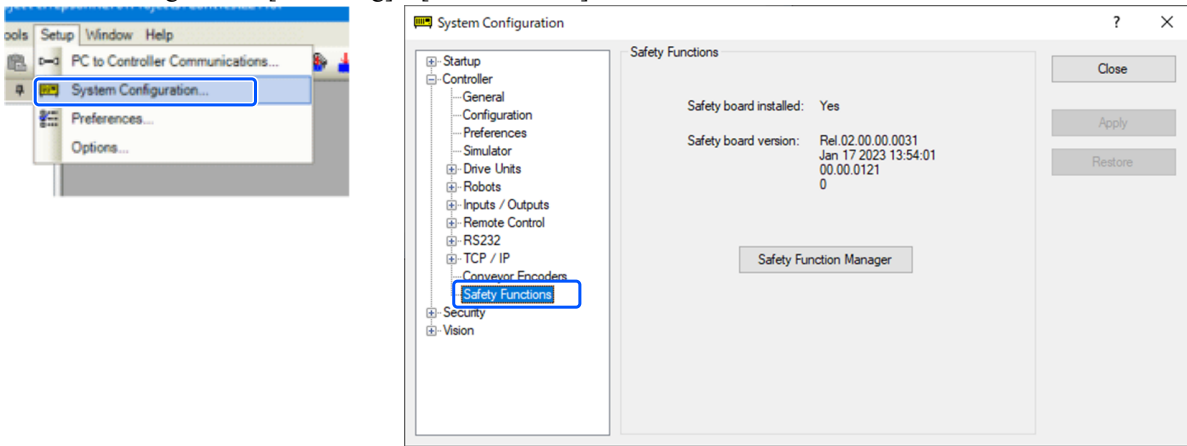 ools Setup Window Help
PC to Controller Communications...
System Configuration...
Preferences...
Options...
System Configuration
?
Startup
Controller
General
Configuration
Preferences
Simulator
Drive Units
Robots
Inputs / Outputs
Remote Control
RS232
TCP / IP
Conveyor Encoders
Safety Functions
Security
Vision
Safety Functions
Safety board installed: Yes
Safety board version: Rel.02.00.00.0031
Jan 17 2023 13:54:01
00.00.0121
0
Safety Function Manager
Close
Apply
Restore